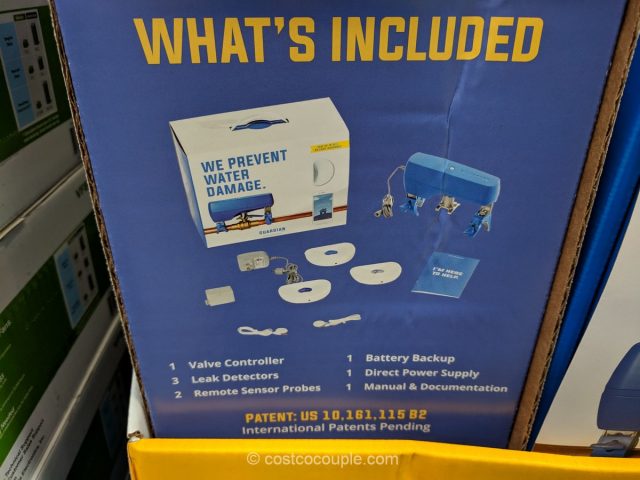 WHAT'S INCLUDED
WE PREVENT
WATER
DAMAGE.
GUARDIAN
I'M HERE
TO HELP.
1 Valve Controller
3 Leak Detectors
2 Remote Sensor Probes
1 Battery Backup
1 Direct Power Supply
1 Manual & Documentation
PATENT: US 10,161,115 B2
International Patents Pending
© costcocouple.com